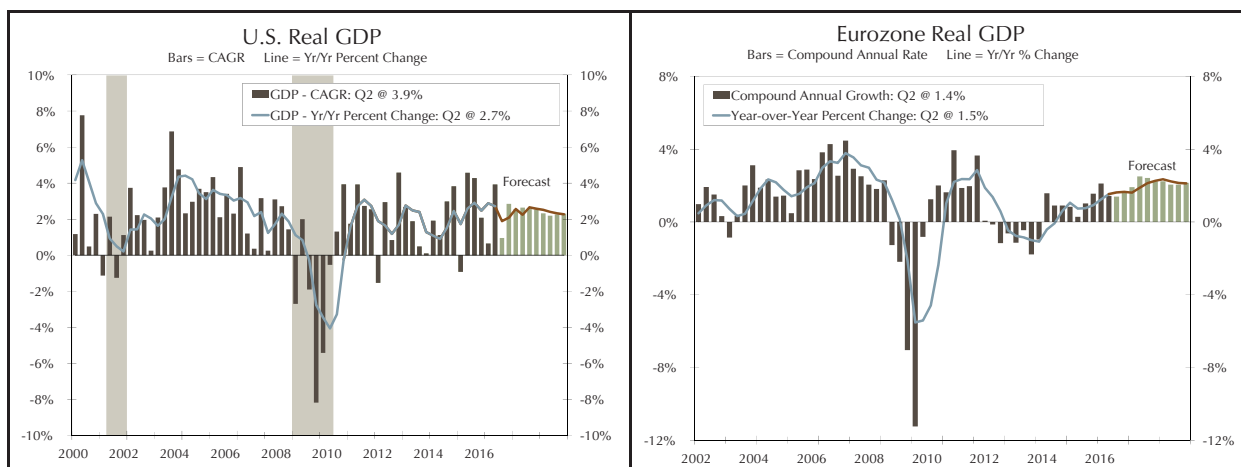 U.S. Real GDP
Bars = CAGR Line = Yr/Yr Percent Change
10%
8%
6%
4%
2%
0%
-2%
-4%
-6%
-8%
-10%
10%
8%
6%
4%
2%
0%
-2%
-4%
-6%
-8%
-10%
GDP - CAGR: Q2 @ 3.9%
GDP - Yr/Yr Percent Change: Q2 @ 2.7%
Forecast
2000 2002 2004 2006 2008 2010 2012 2014 2016
Eurozone Real GDP
Bars = Compound Annual Rate Line = Yr/Yr % Change
8%
4%
0%
-4%
-8%
-12%
8%
4%
0%
-4%
-8%
-12%
Compound Annual Growth: Q2 @ 1.4%
Year-over-Year Percent Change: Q2 @ 1.5%
Forecast
2002 2004 2006 2008 2010 2012 2014 2016